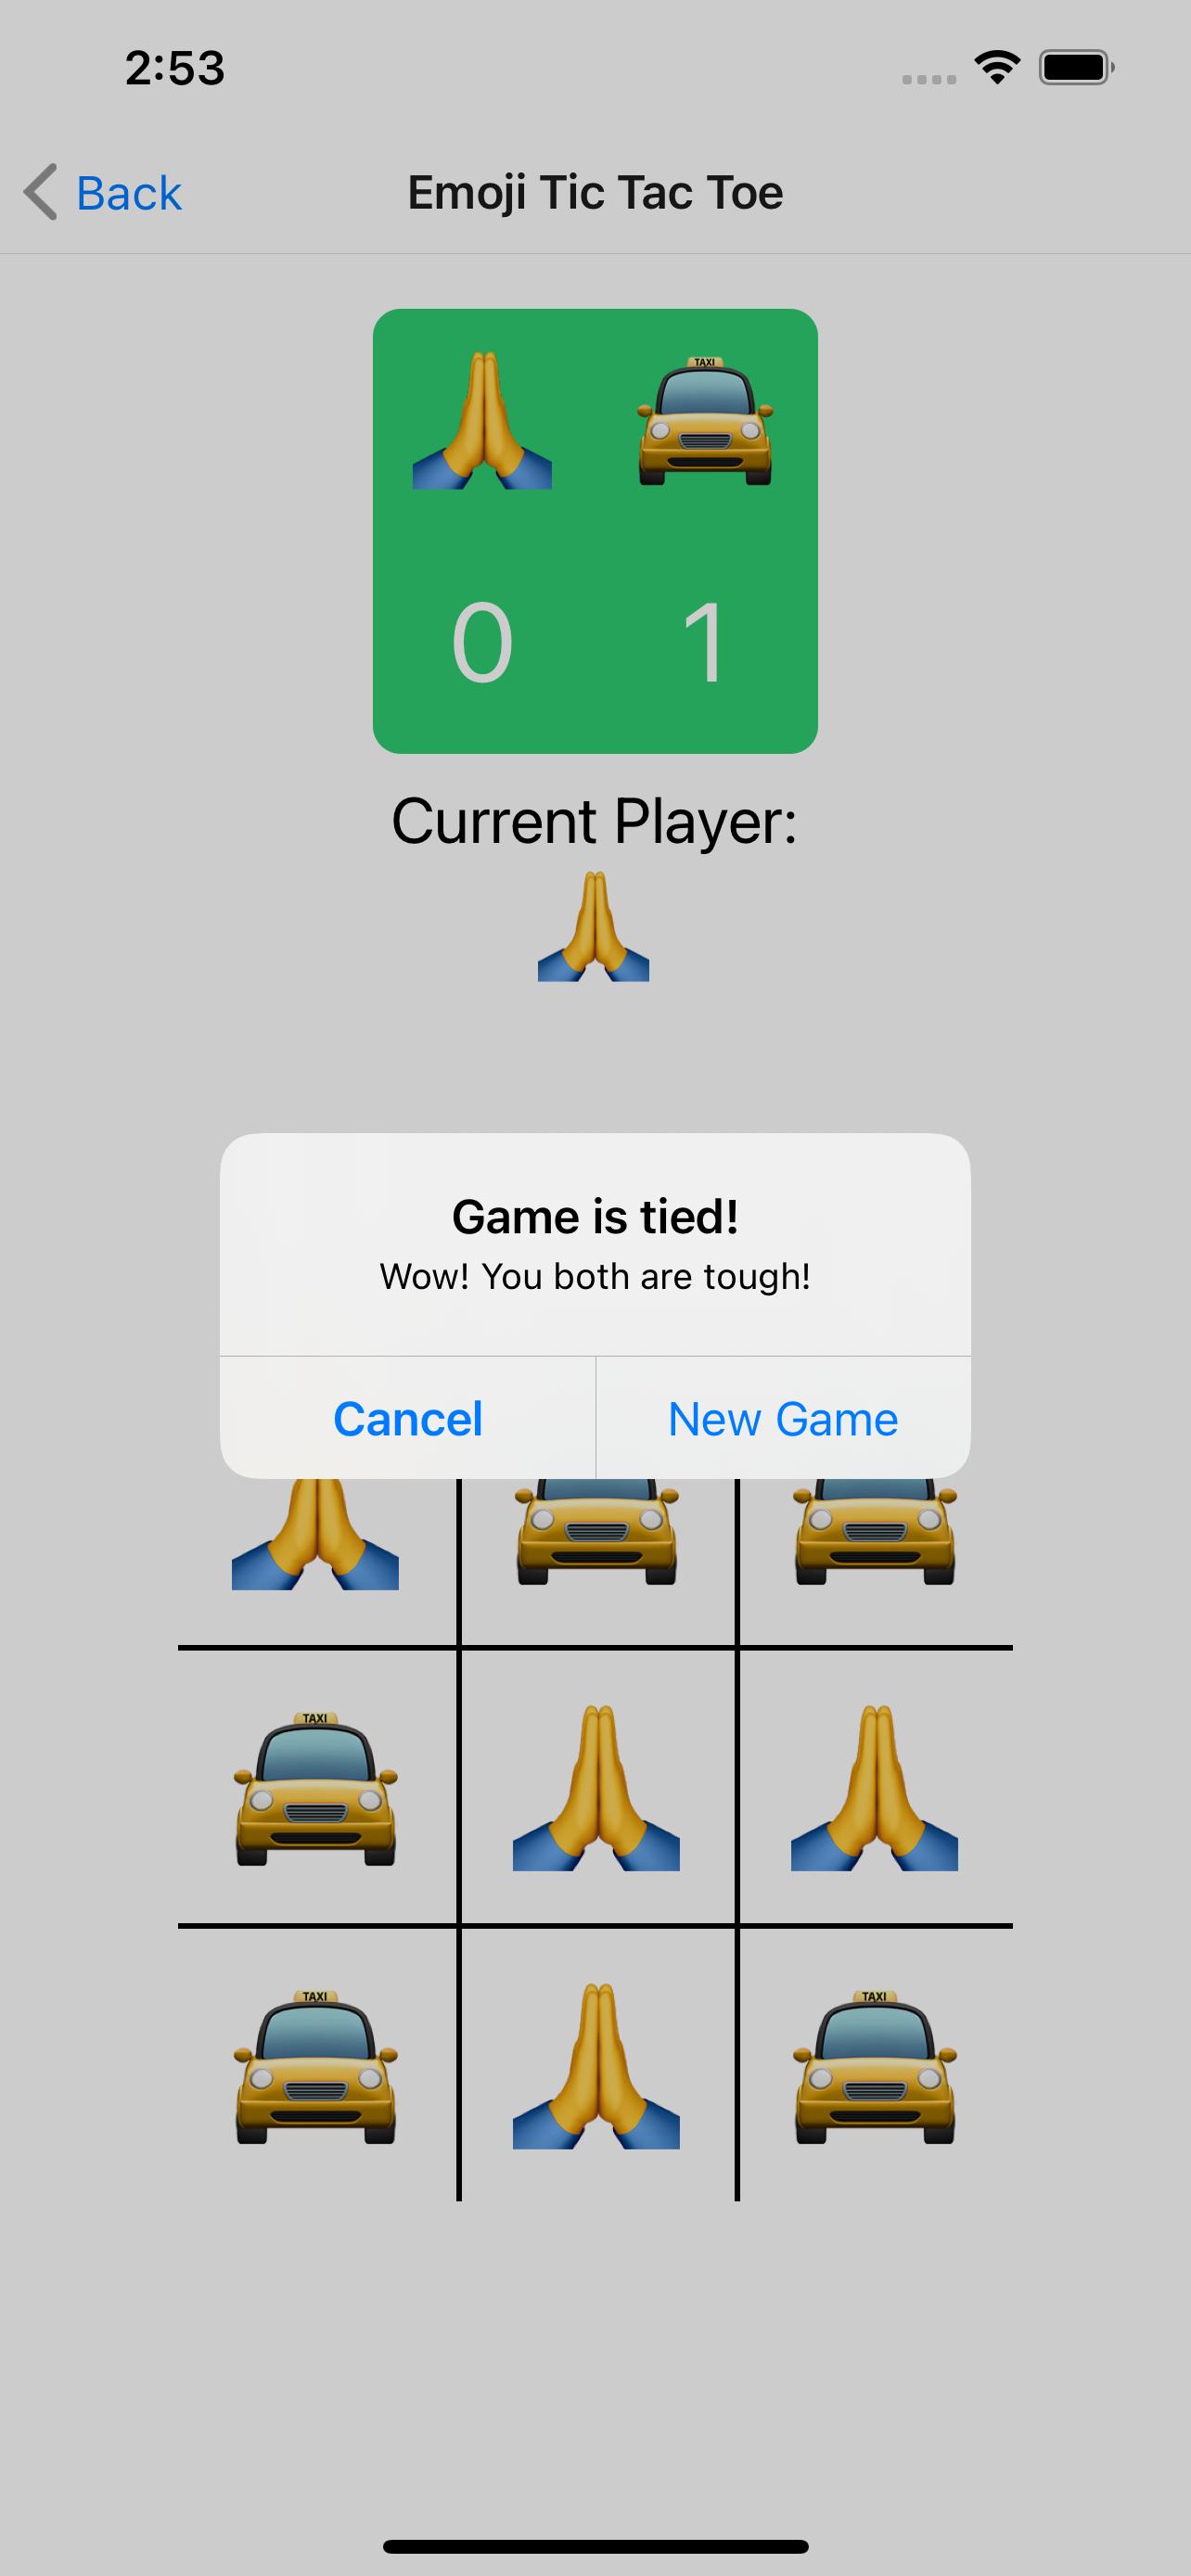 2:53
Back
Emoji Tic Tac Toe
TAXI
0 1
Current Player:
Game is tied!
Wow! You both are tough!
Cancel
New Game
TAXI
TAXI
TAXI